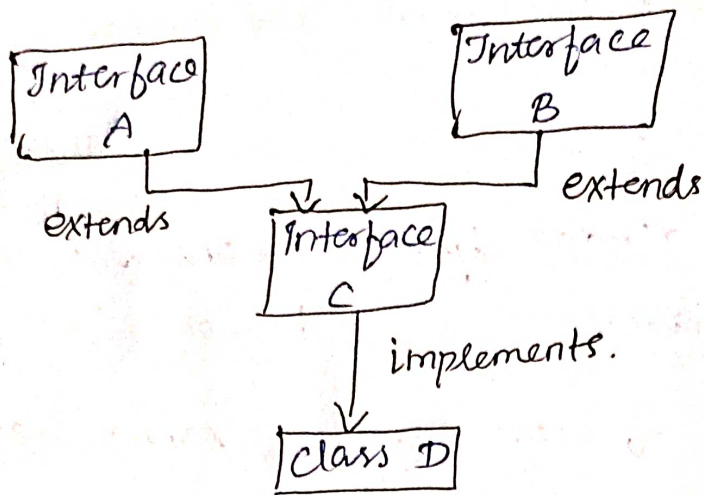 Interface
A
Interface
B
extends
extends
Interface
C
implements.
Class D